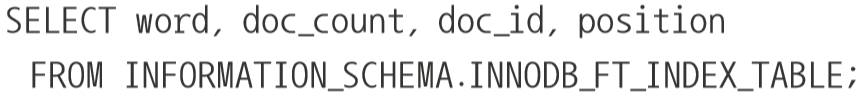 SELECT word, doc_count, doc_id, position
FROM INFORMATION_SCHEMA.INNODB_FT_INDEX_TABLE;